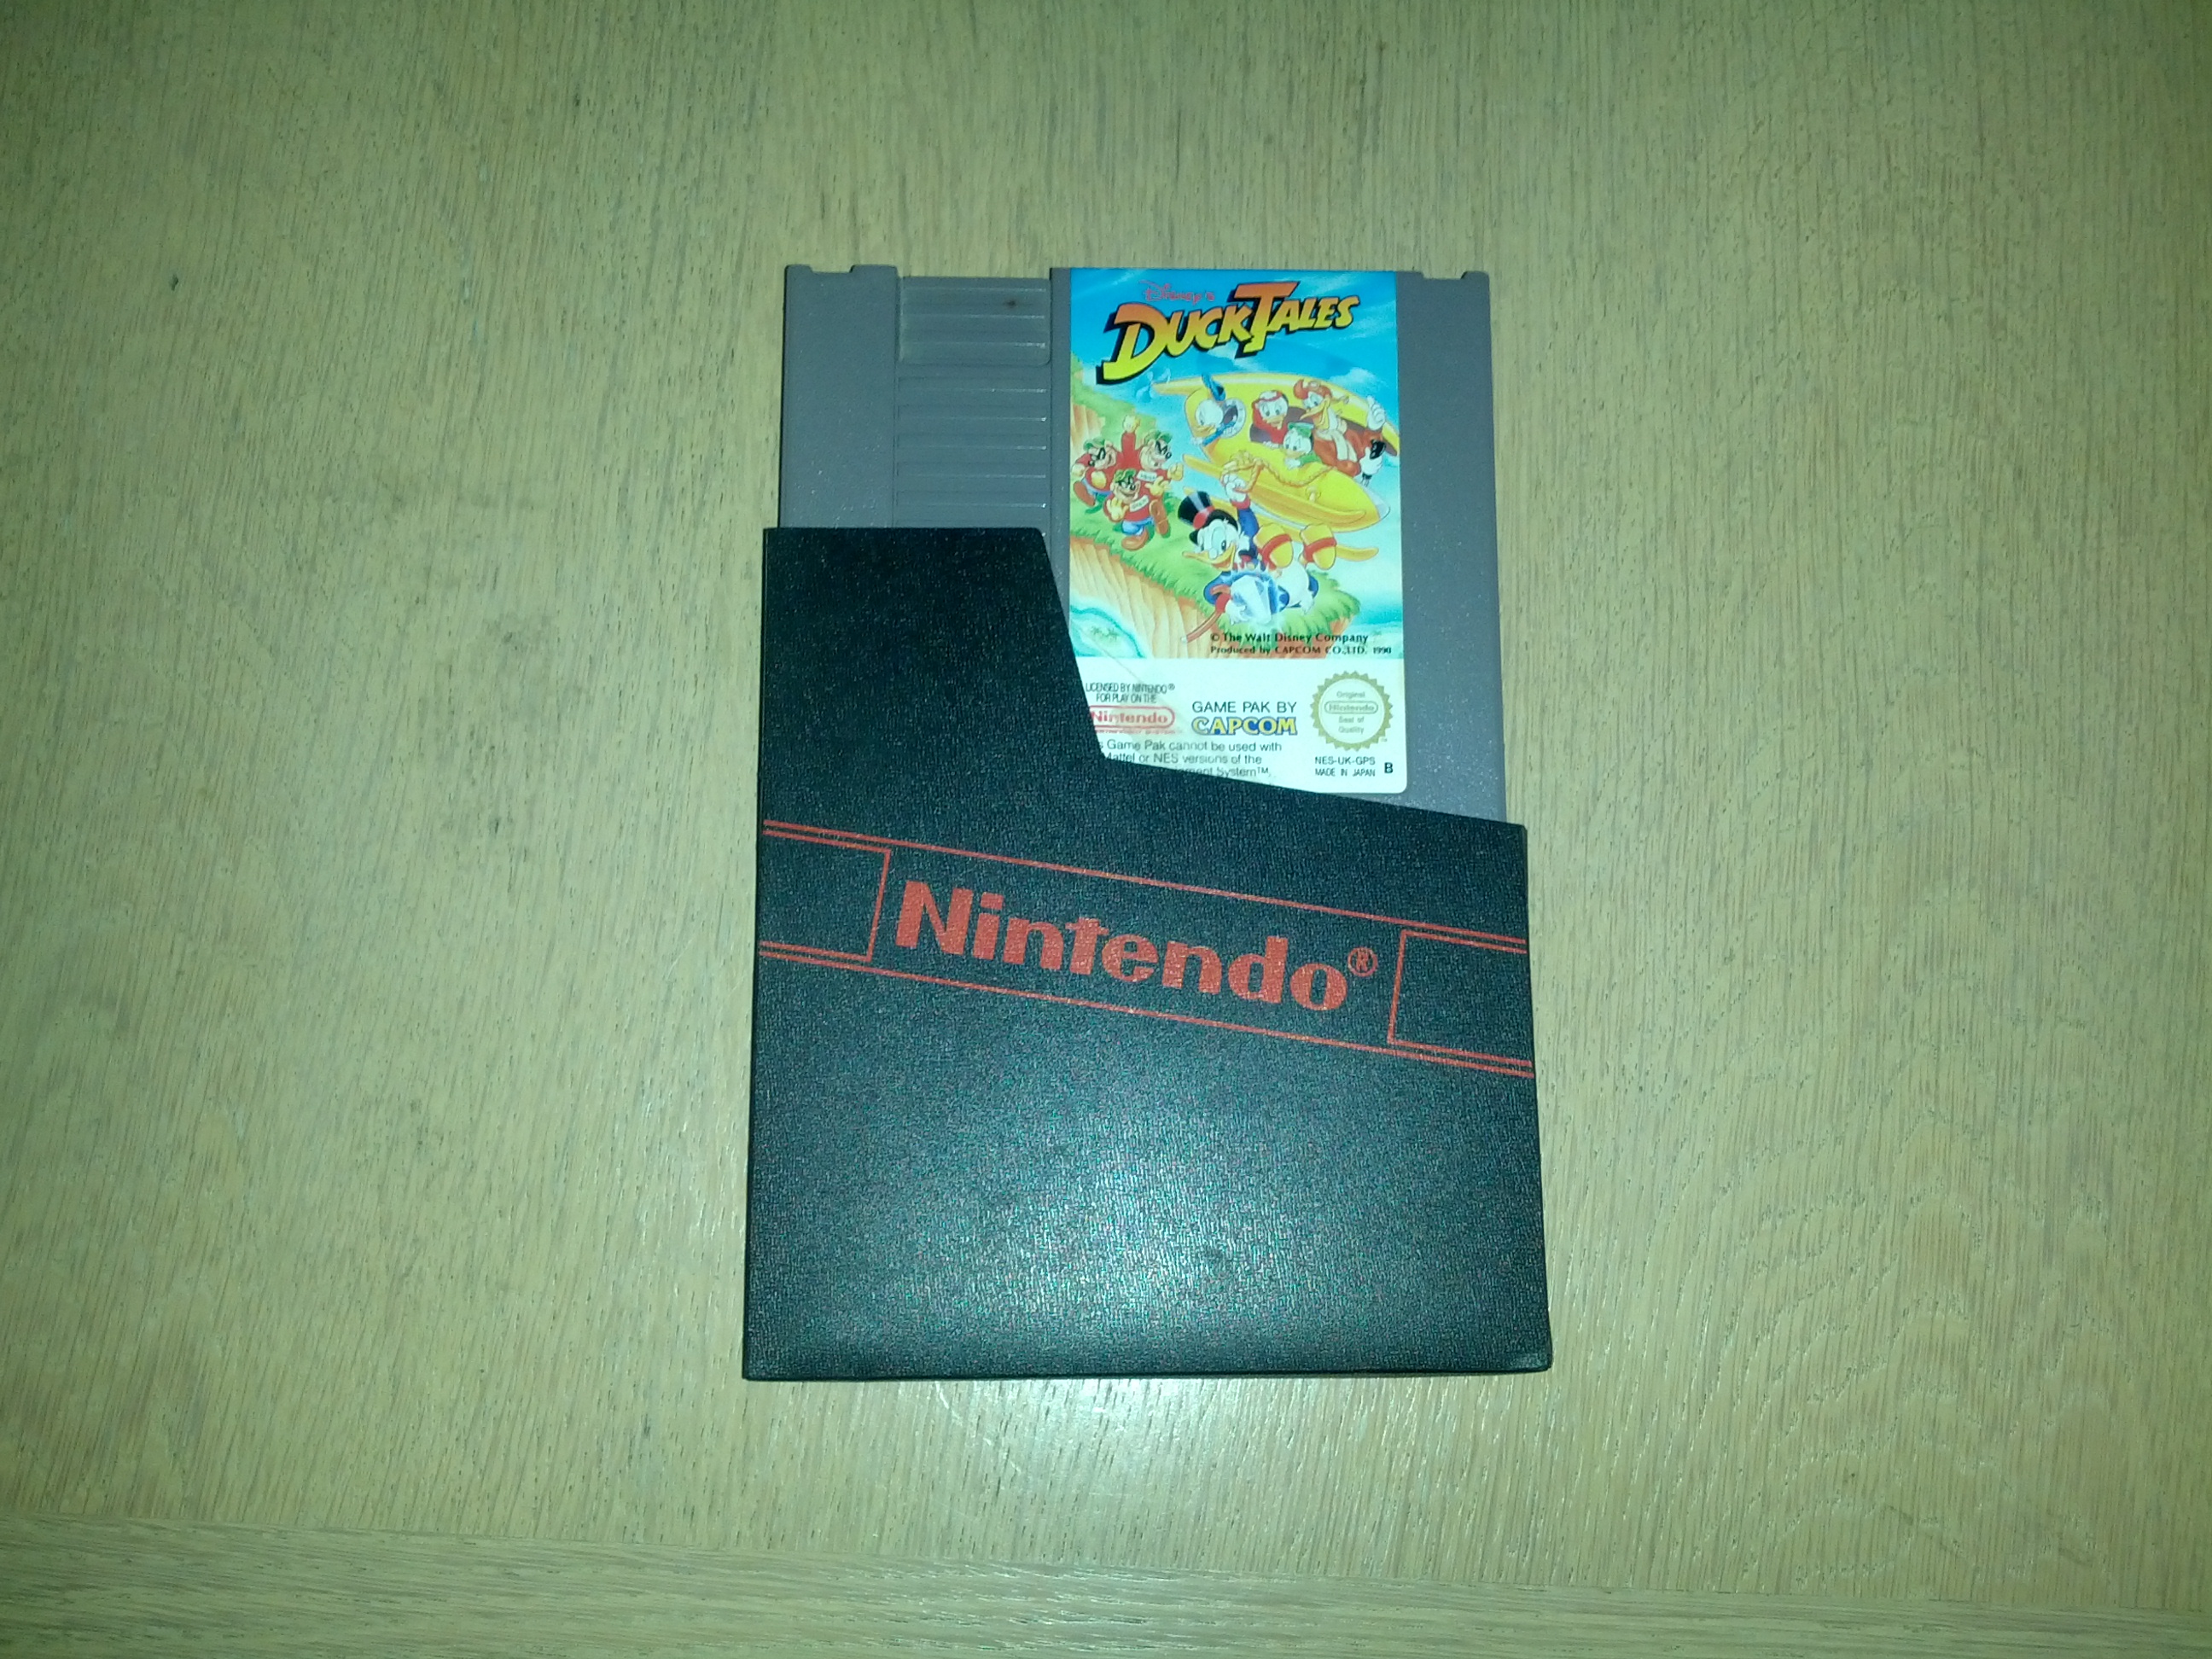 Disney's
DUCKTALES
© The Walt Disney Company
Produced by CAPCOM CO.,LTD. 1990
LICENSED BY NINTENDO®
FOR PLAY ON THE
Nintendo
GAME PAK BY
CAPCOM
Original
Nintendo
Seal of
Quality
Game Pak cannot be used with
Mattel or NES versions of the
System™.
NES-UK-GPS
MADE IN JAPAN
B
Nintendo®